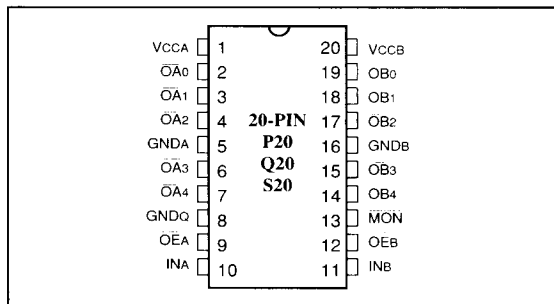 VCCA 1 20 VCCB
OA0 2 19 OB0
OA1 3 18 OB1
OA2 4 20-PIN 17 OB2
GNDA 5 P20 16 GNDB
OA3 6 Q20 15 OB3
OA4 7 S20 14 OB4
GNDQ 8 13 MON
OEA 9 12 OEB
INA 10 11 INB